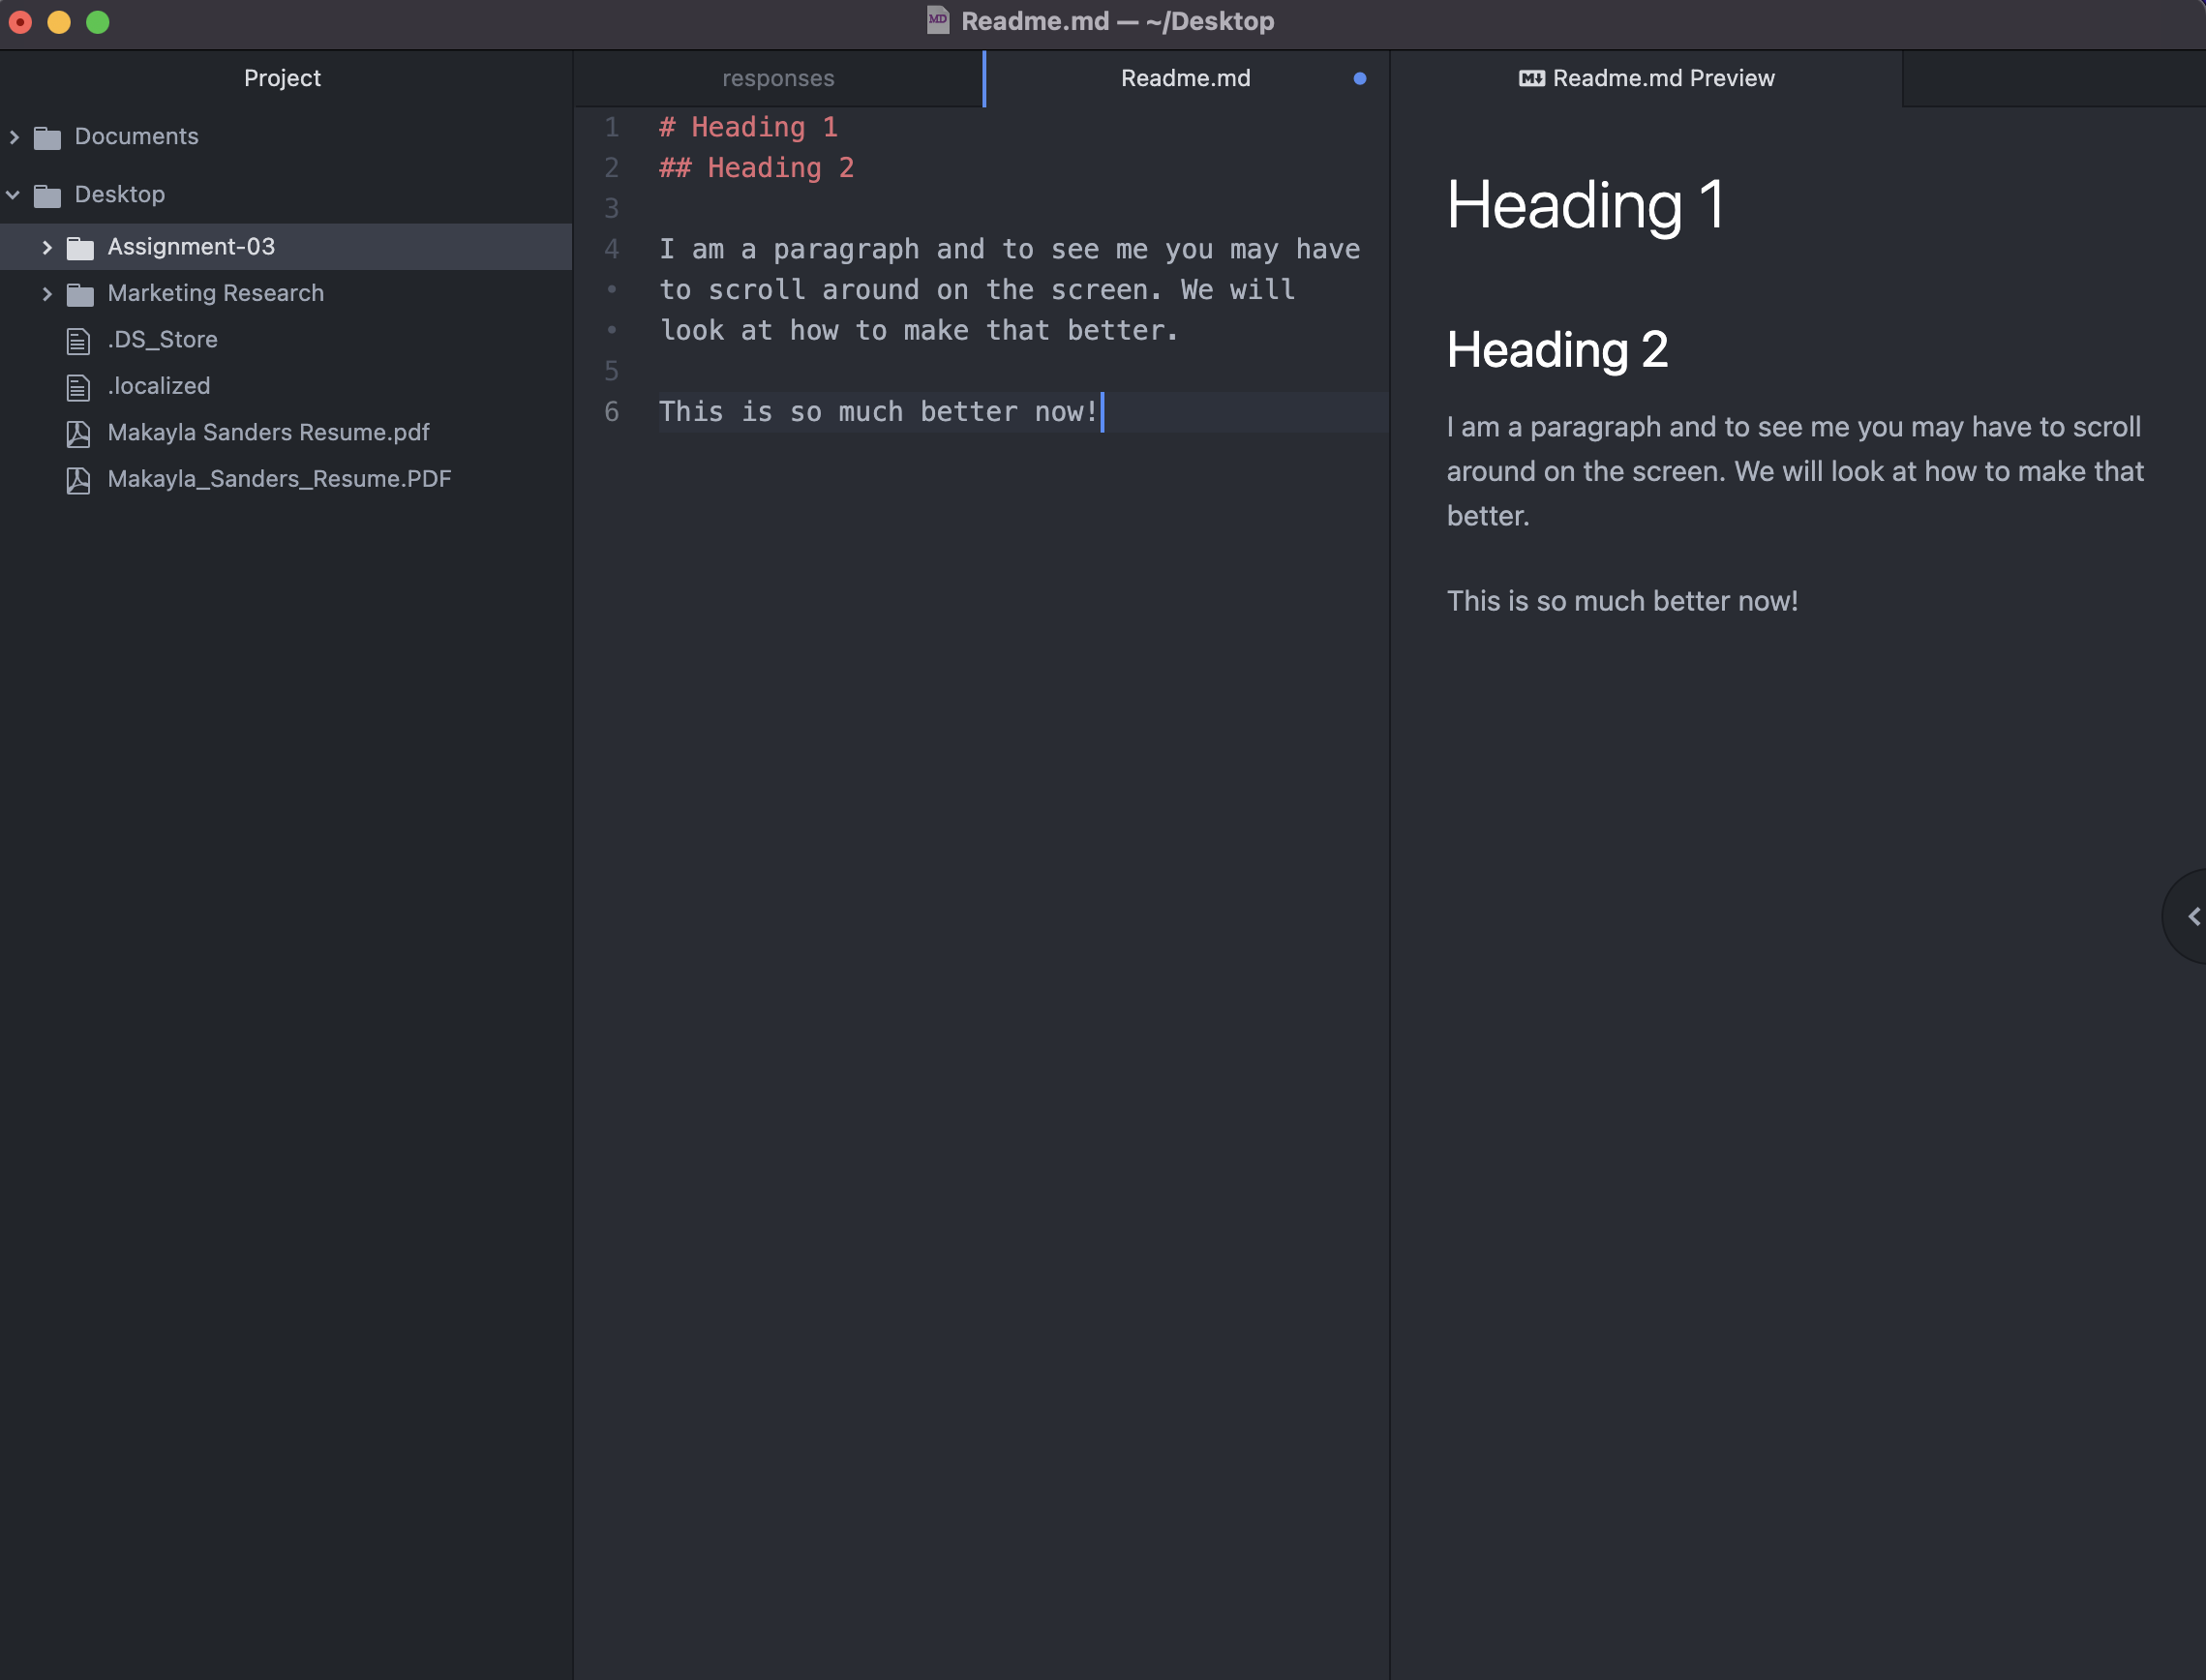 Readme.md — ~/Desktop
Project
Documents
Desktop
Assignment-03
Marketing Research
.DS_Store
.localized
Makayla Sanders Resume.pdf
Makayla_Sanders_Resume.PDF
responses
Readme.md
1 # Heading 1
2 ## Heading 2
3
4 I am a paragraph and to see me you may have
• to scroll around on the screen. We will
• look at how to make that better.
5
6 This is so much better now!
Readme.md Preview
Heading 1
Heading 2
I am a paragraph and to see me you may have to scroll
around on the screen. We will look at how to make that
better.
This is so much better now!